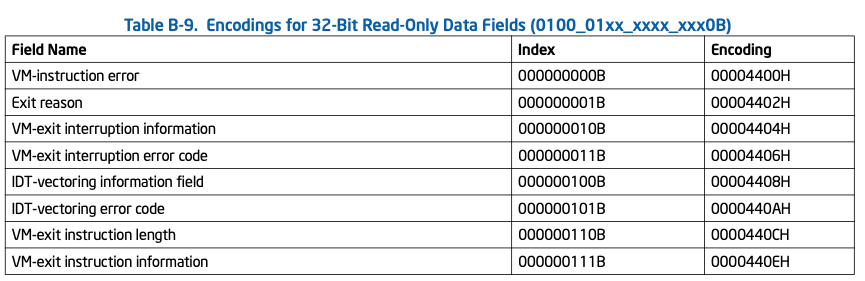 Table B-9. Encodings for 32-Bit Read-Only Data Fields (0100_01xx_xxxx_xxx0B)
Field Name Index Encoding
VM-instruction error 000000000B 00004400H
Exit reason 000000001B 00004402H
VM-exit interruption information 000000010B 00004404H
VM-exit interruption error code 000000011B 00004406H
IDT-vectoring information field 000000100B 00004408H
IDT-vectoring error code 000000101B 0000440AH
VM-exit instruction length 000000110B 0000440CH
VM-exit instruction information 000000111B 0000440EH